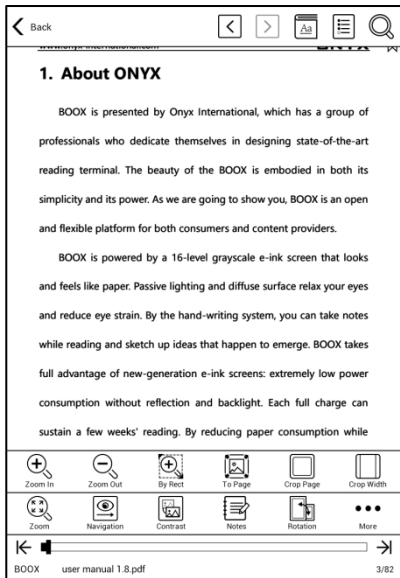 Back
Aa
1. About ONYX
BOOX is presented by Onyx International, which has a group of
professionals who dedicate themselves in designing state-of-the-art
reading terminal. The beauty of the BOOX is embodied in both its
simplicity and its power. As we are going to show you, BOOX is an open
and flexible platform for both consumers and content providers.
BOOX is powered by a 16-level grayscale e-ink screen that looks
and feels like paper. Passive lighting and diffuse surface relax your eyes
and reduce eye strain. By the hand-writing system, you can take notes
while reading and sketch up ideas that happen to emerge. BOOX takes
full advantage of new-generation e-ink screens: extremely low power
consumption without reflection and backlight. Each full charge can
sustain a few weeks' reading. By reducing paper consumption while
Zoom In Zoom Out By Rect To Page Crop Page Crop Width
Zoom Navigation Contrast Notes Rotation More
BOOX user manual 1.8.pdf 3/82